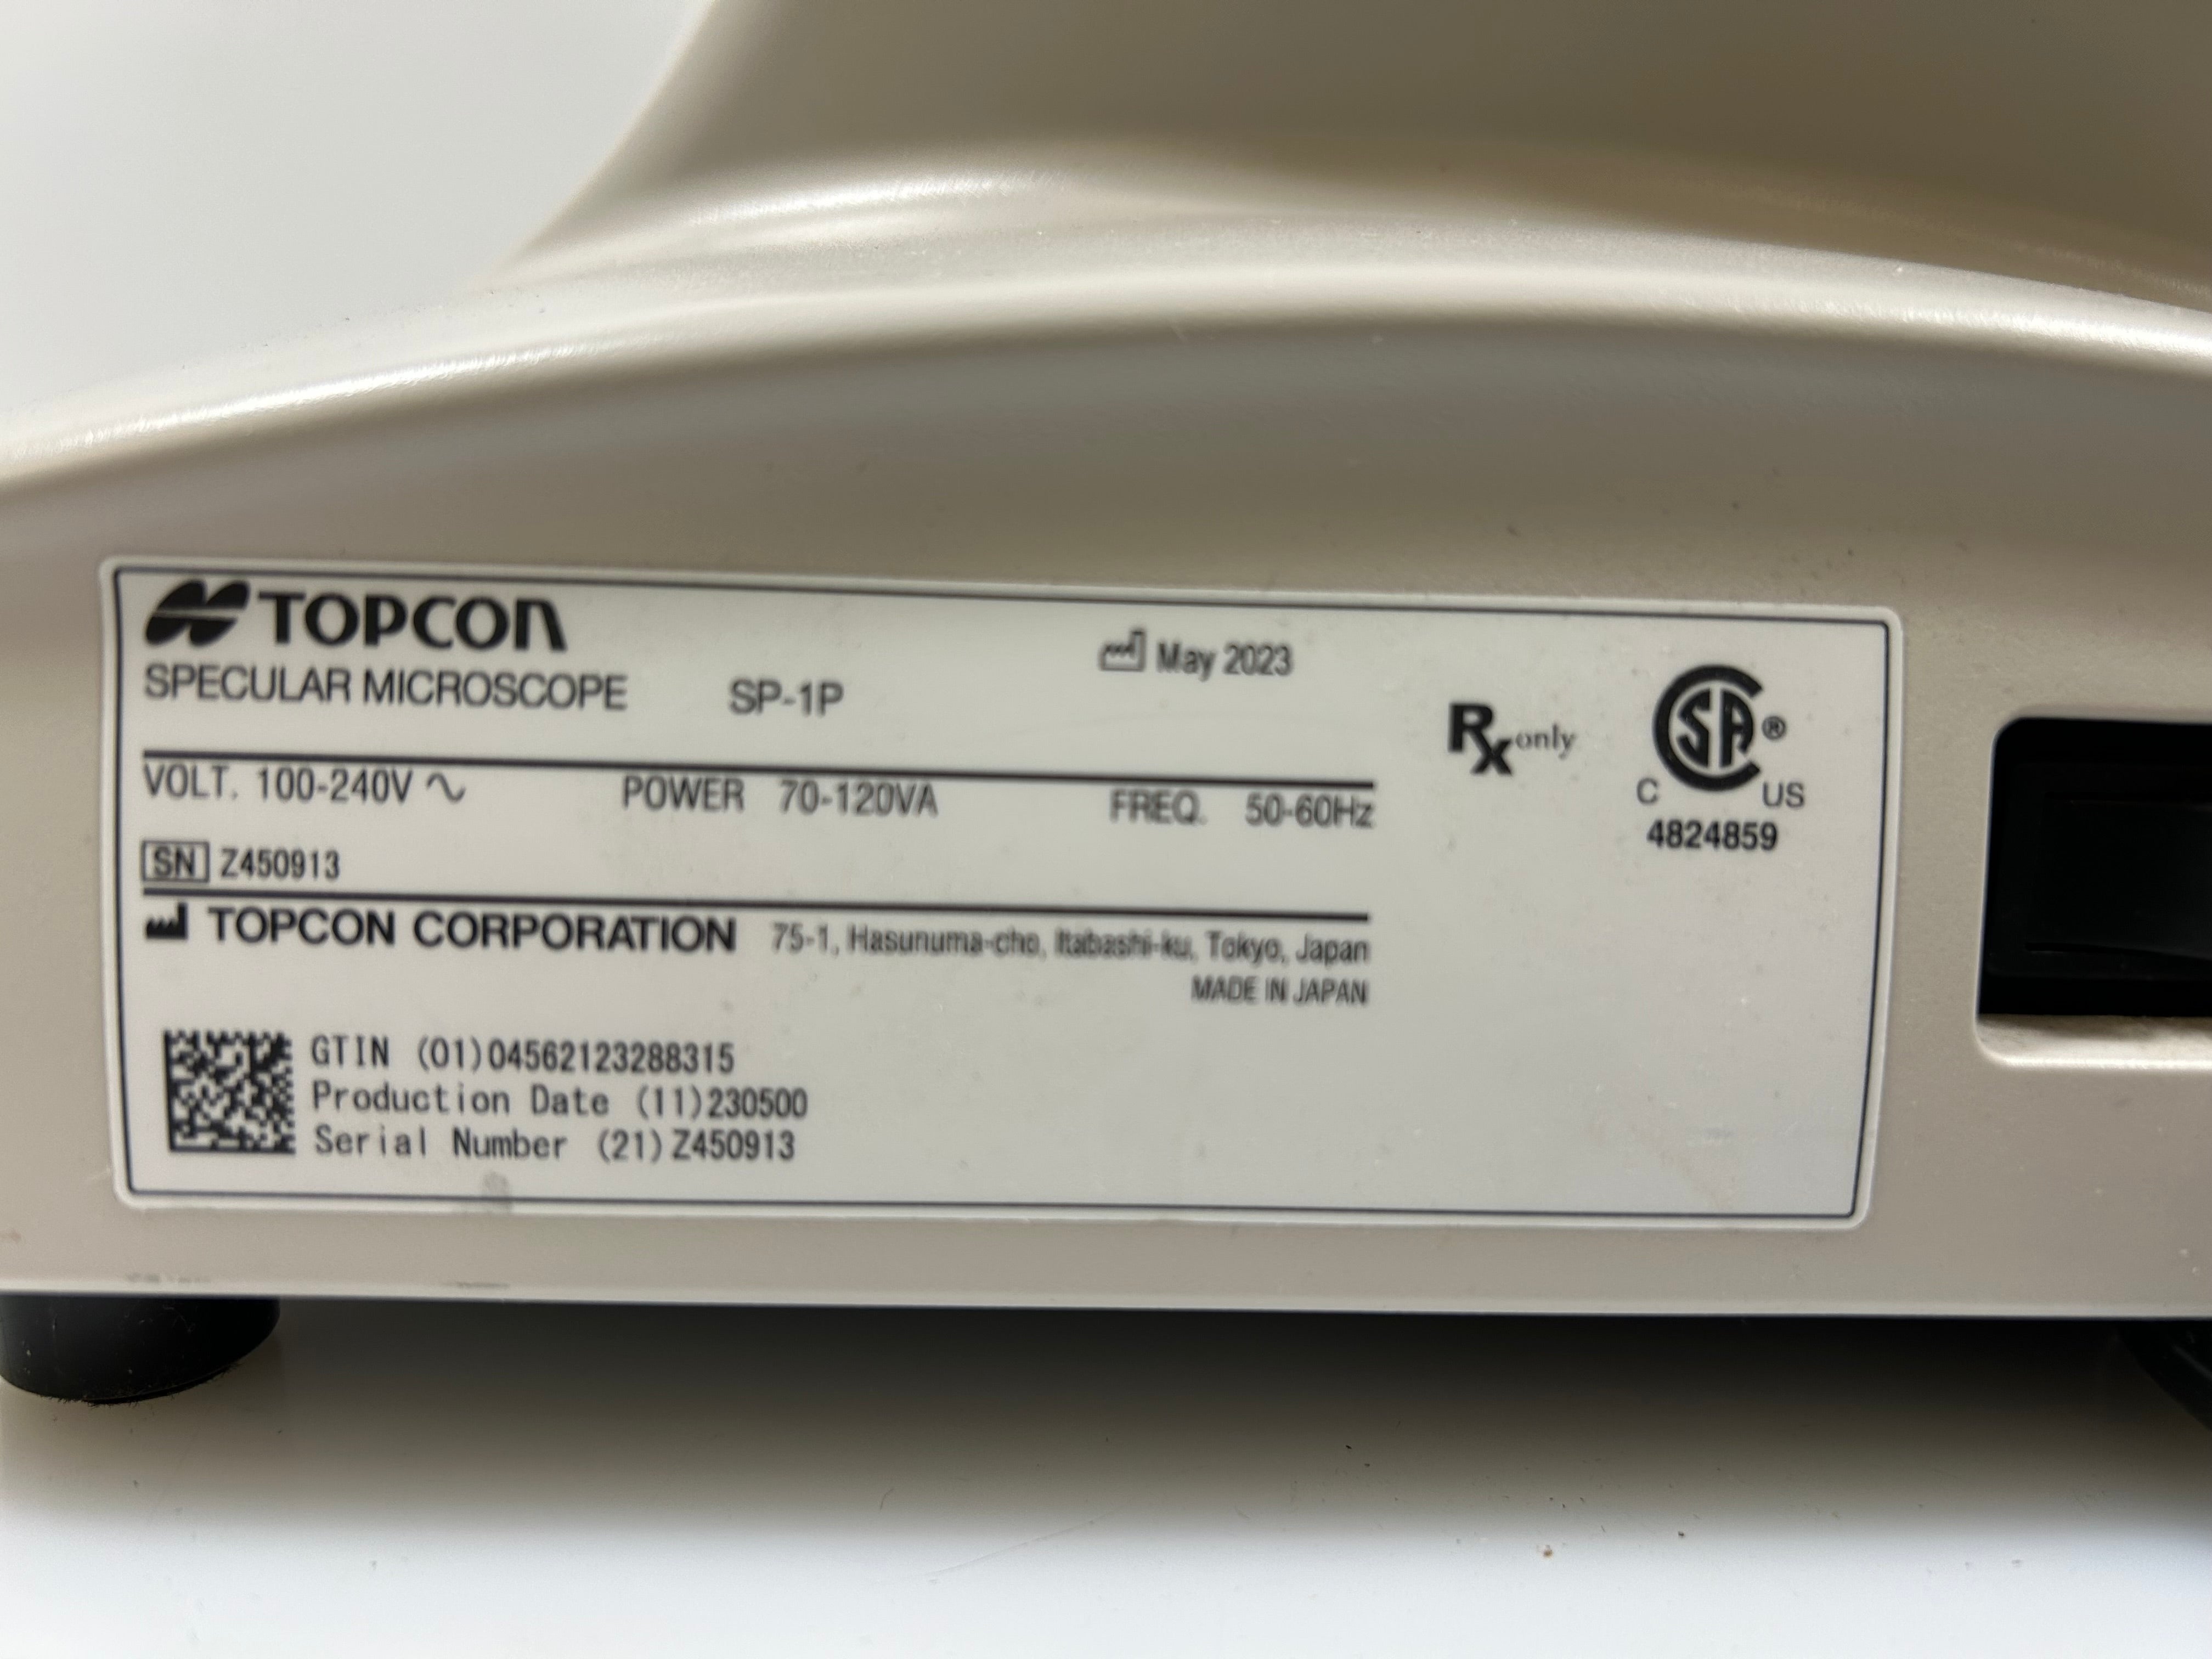 TOPCON
SPECULAR MICROSCOPE SP-1P May 2023
Rx only
CSA®
C US
4824859
VOLT. 100-240V ~ POWER 70-120VA FREQ. 50-60Hz
SN Z450913
TOPCON CORPORATION 75-1, Hasunuma-cho, Itabashi-ku, Tokyo, Japan
MADE IN JAPAN
GTIN (01)04562123288315
Production Date (11)230500
Serial Number (21)Z450913